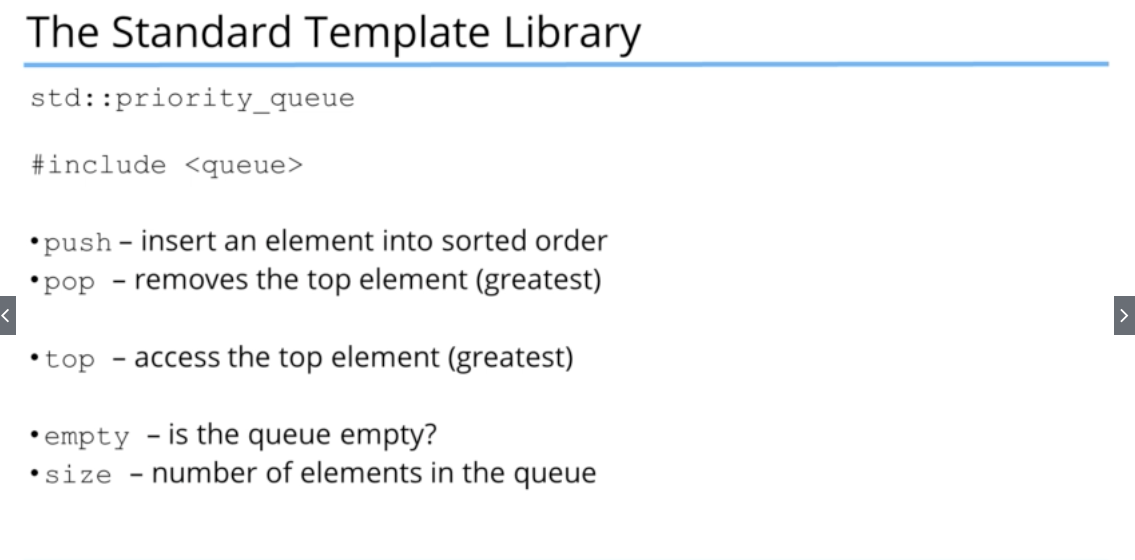 The Standard Template Library
std::priority_queue
#include <queue>
•push – insert an element into sorted order
•pop – removes the top element (greatest)
•top – access the top element (greatest)
•empty – is the queue empty?
•size – number of elements in the queue